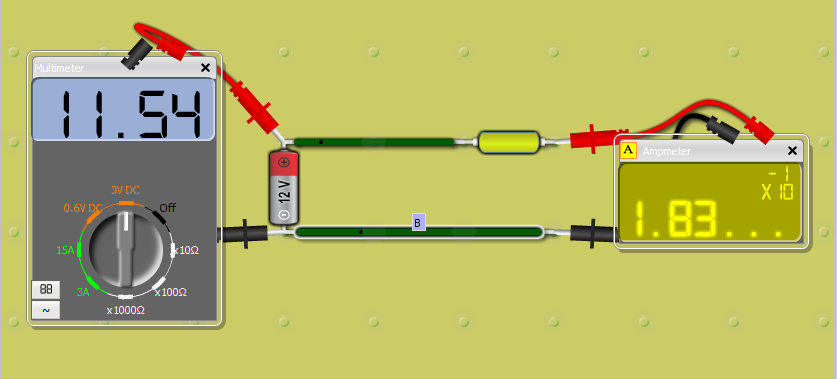 Multimeter
11.54
3V DC
0.6V DC
Off
15A
x10Ω
3A
x100Ω
x1000Ω
88
~
12 V
B
A Ampmeter
-1
X10
1.83...